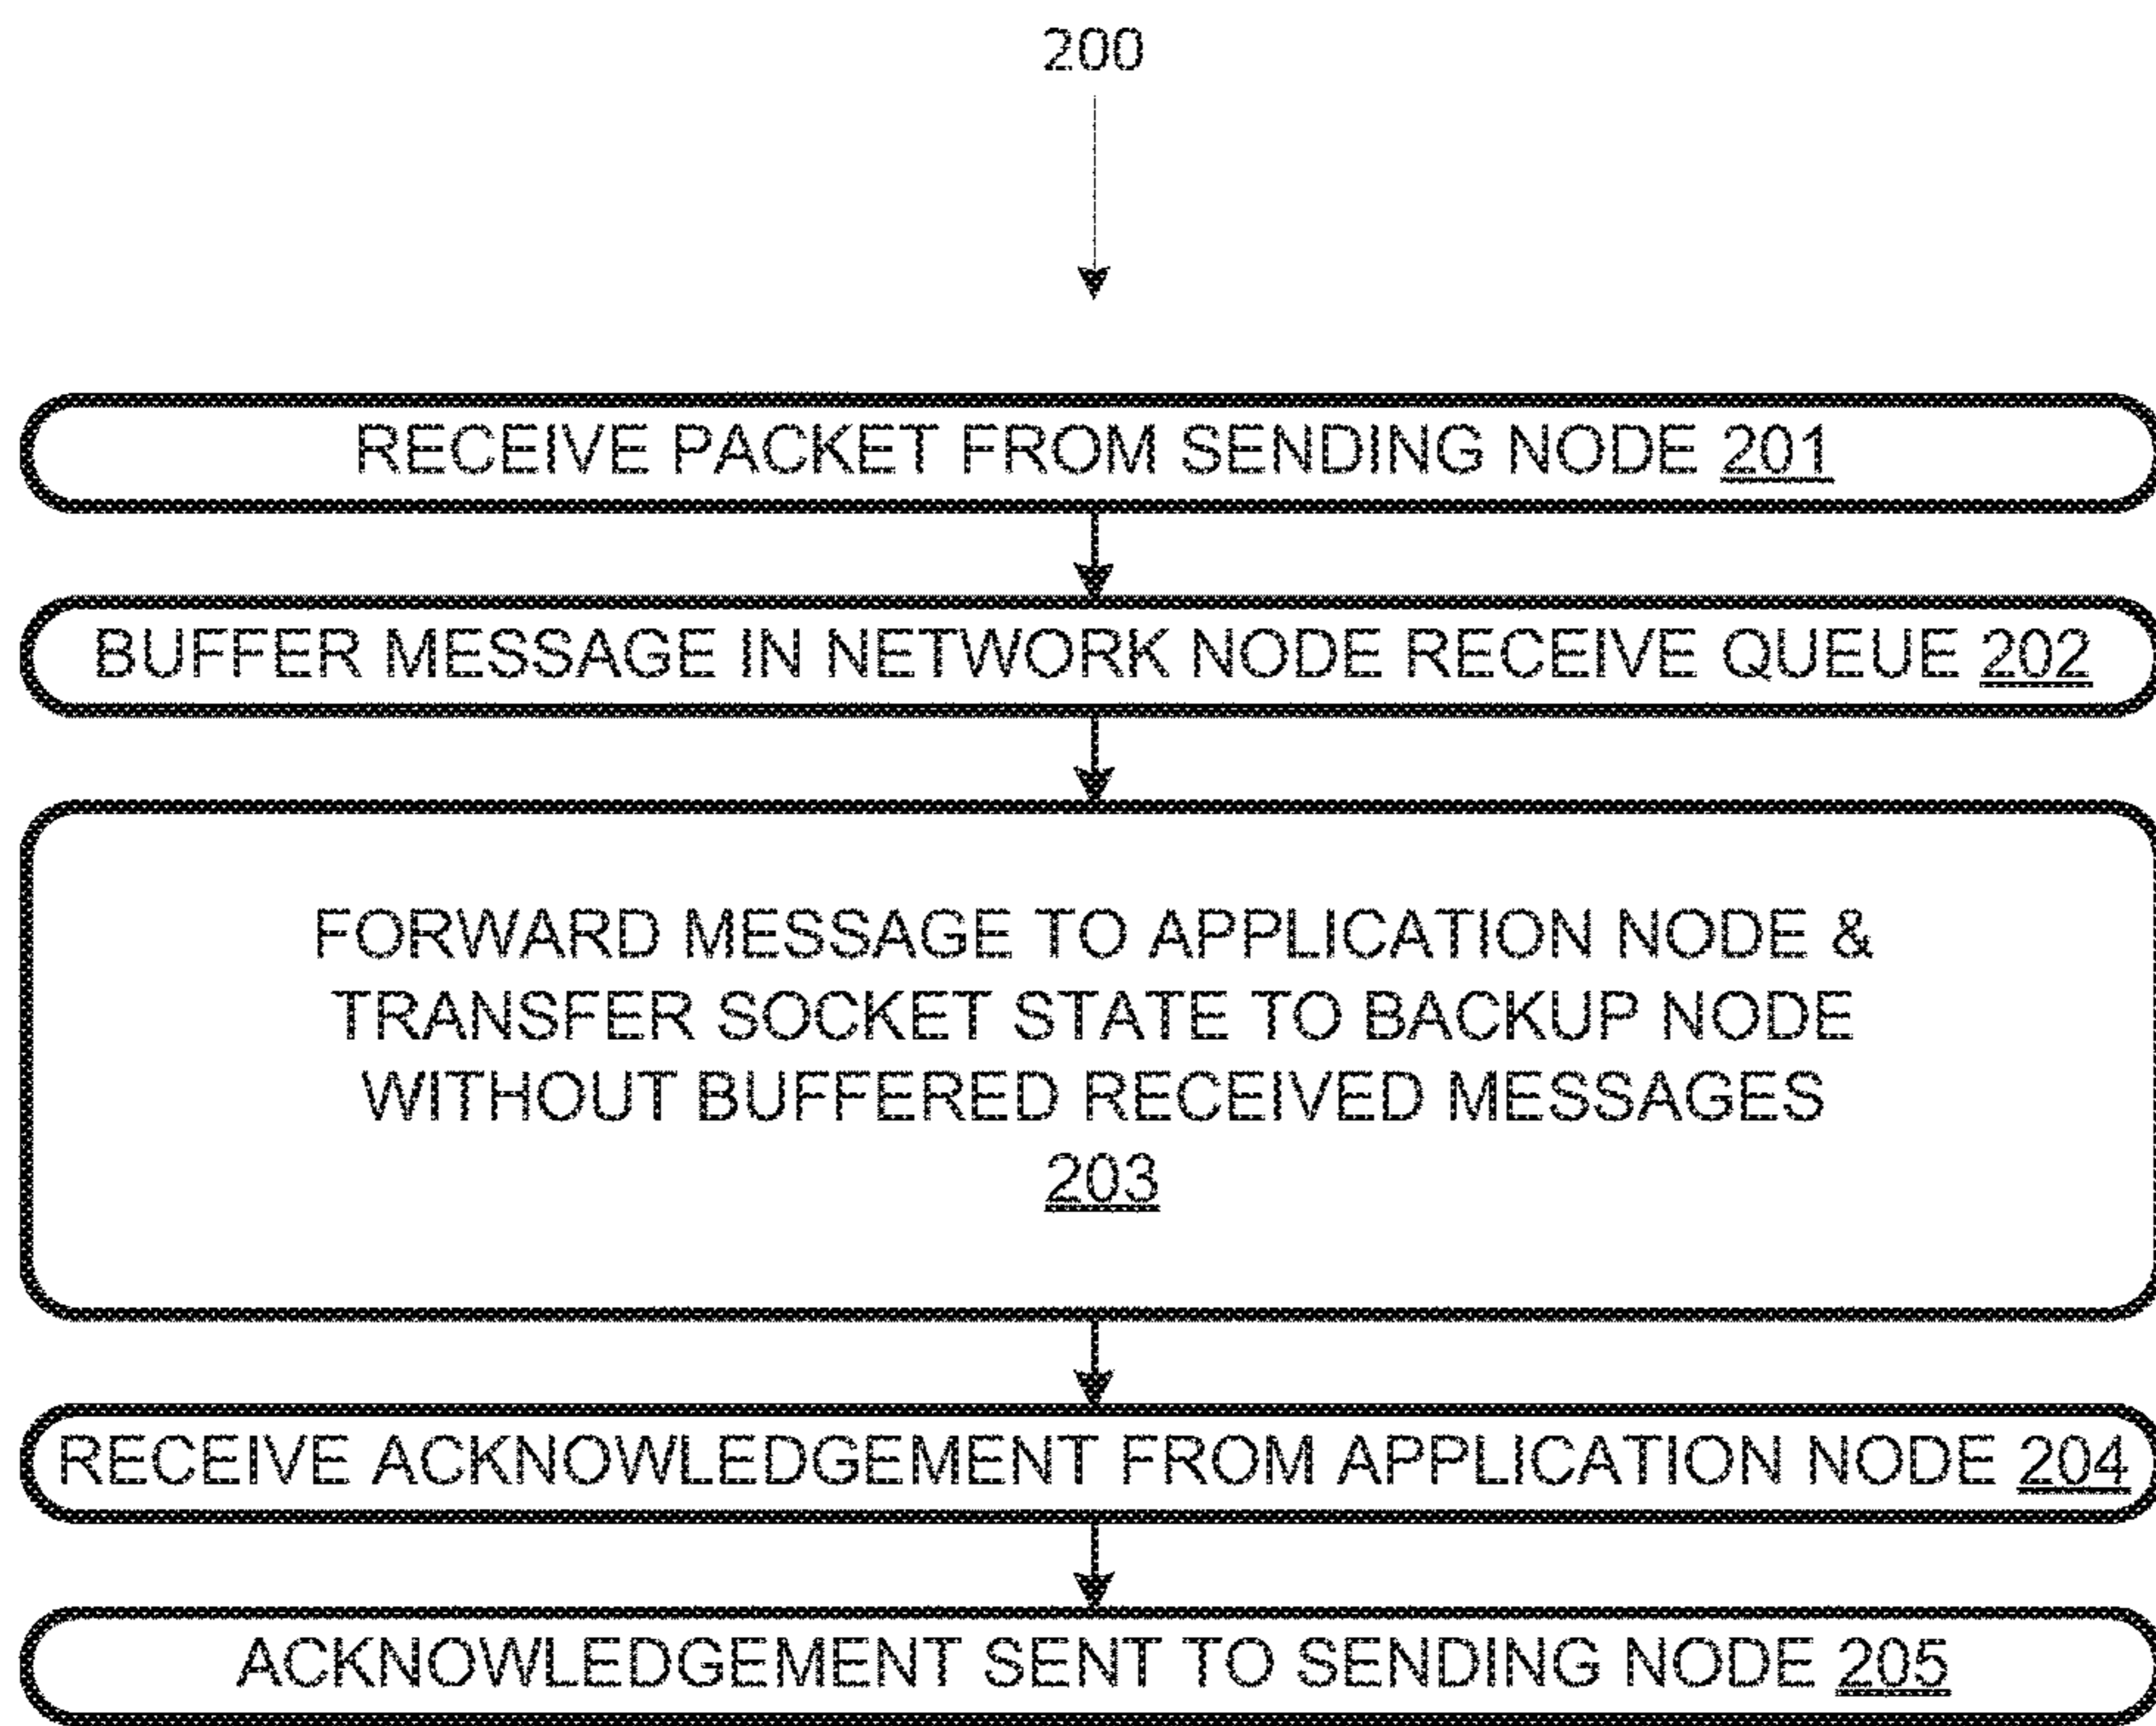 200
RECEIVE PACKET FROM SENDING NODE 201
BUFFER MESSAGE IN NETWORK NODE RECEIVE QUEUE 202
FORWARD MESSAGE TO APPLICATION NODE &
TRANSFER SOCKET STATE TO BACKUP NODE
WITHOUT BUFFERED RECEIVED MESSAGES
203
RECEIVE ACKNOWLEDGEMENT FROM APPLICATION NODE 204
ACKNOWLEDGEMENT SENT TO SENDING NODE 205